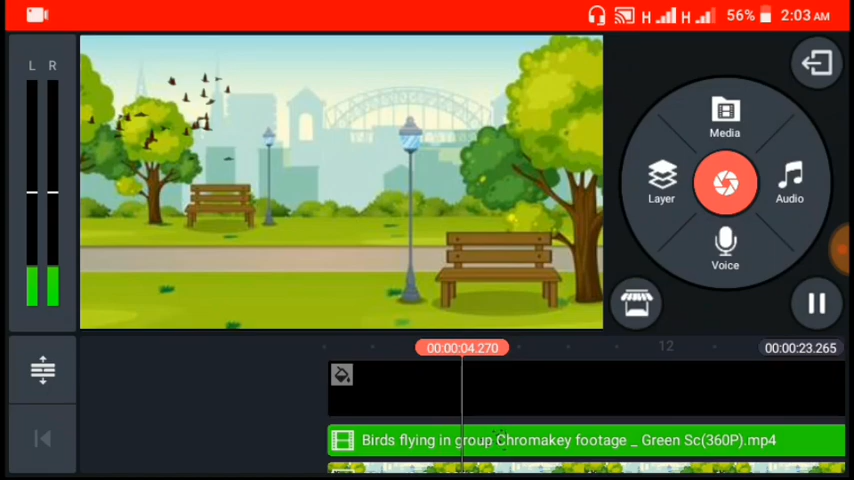 H H 56% 2:03 AM
L R
Media
Layer
Audio
Voice
00:00:04.270
12
00:00:23.265
Birds flying in group Chromakey footage _ Green Sc(360P).mp4